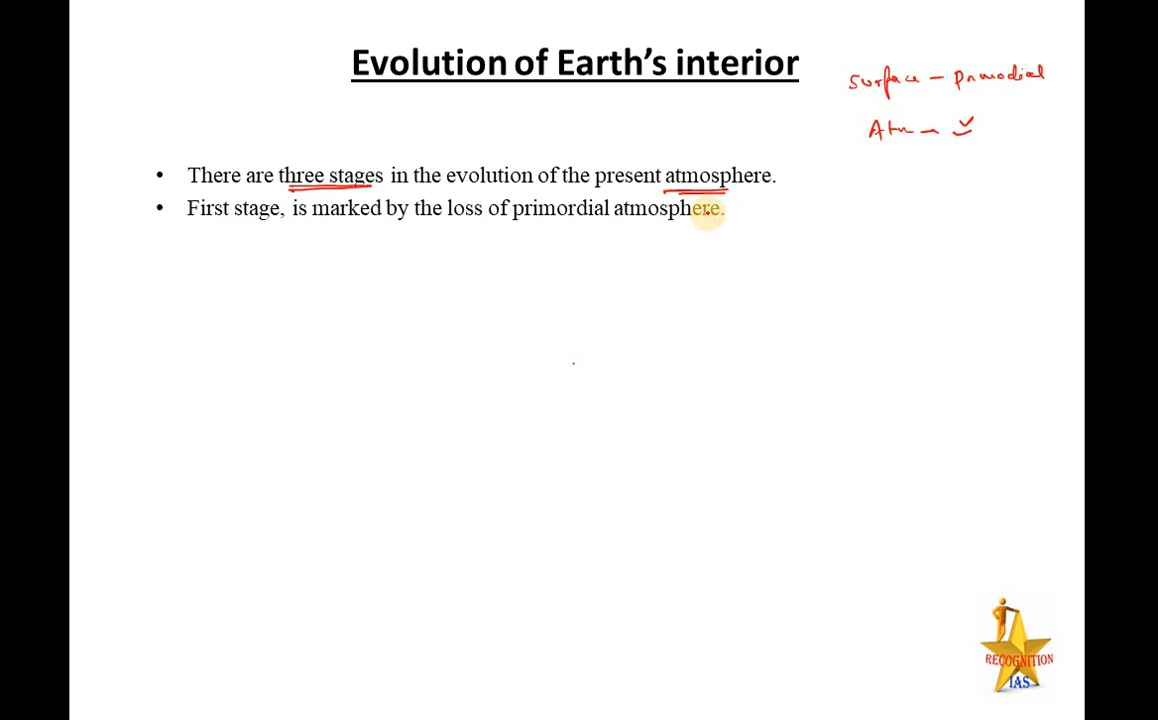 Evolution of Earth's interior
Surface - Primodial
Atm -
• There are three stages in the evolution of the present atmosphere.
• First stage, is marked by the loss of primordial atmosphere.
RECOGNITION
IAS